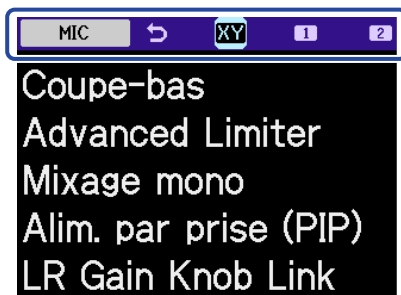 MIC XY 1 2
Coupe-bas
Advanced Limiter
Mixage mono
Alim. par prise (PIP)
LR Gain Knob Link